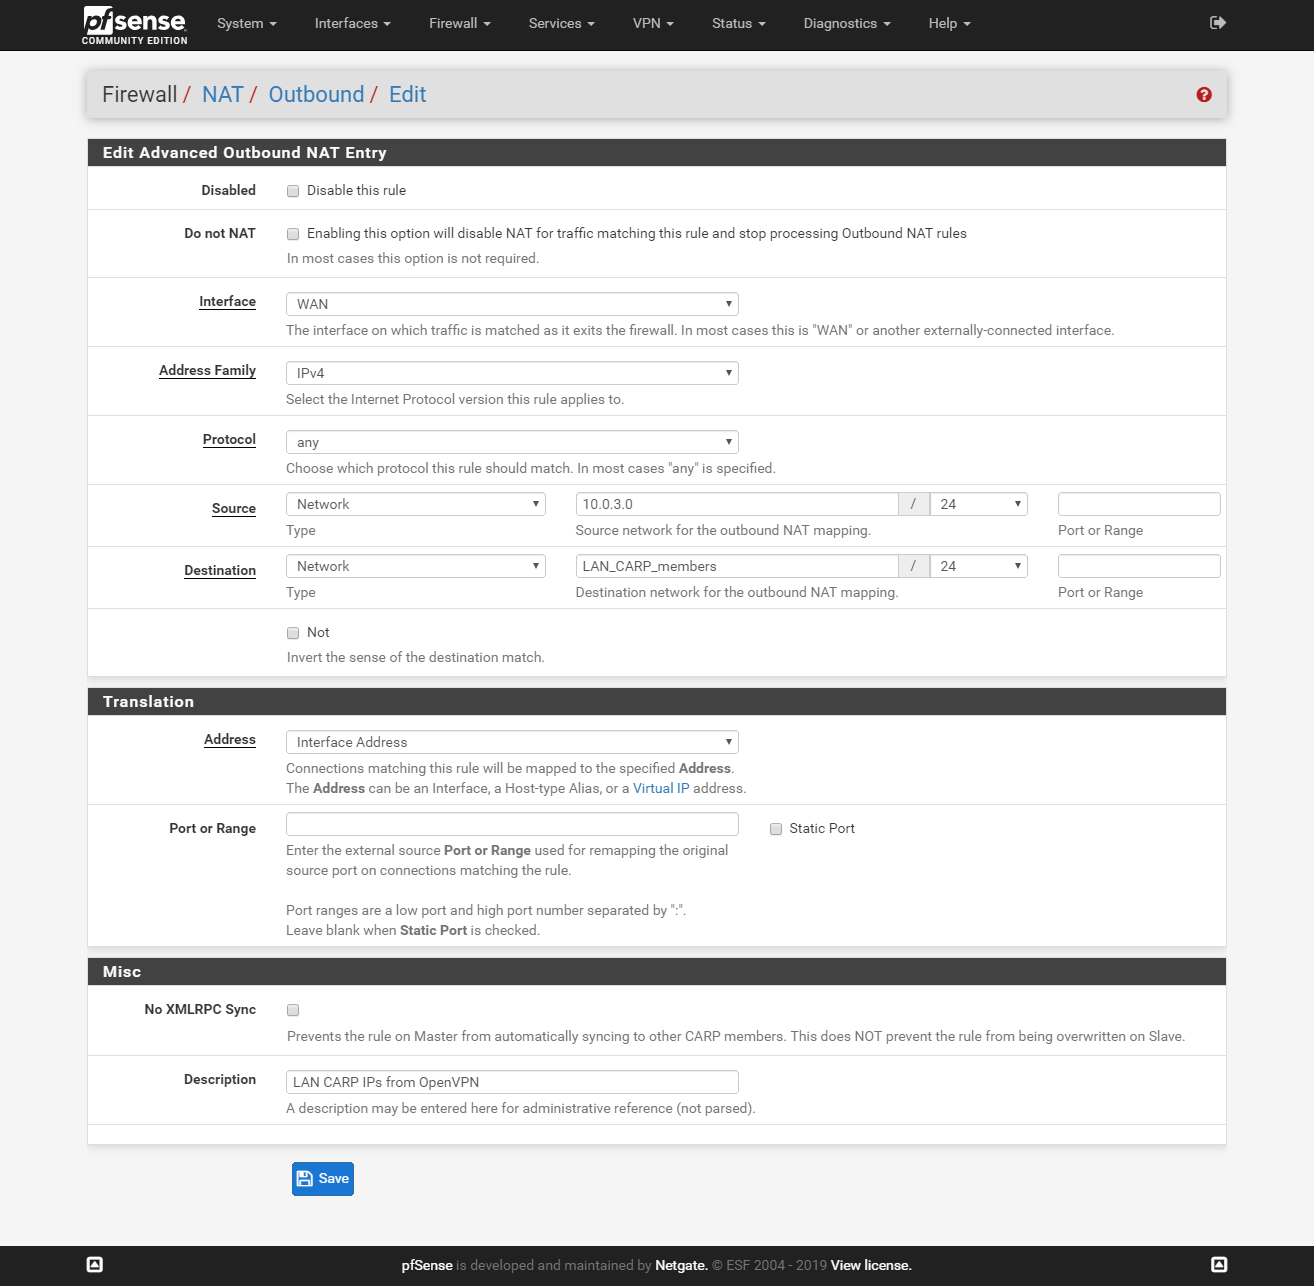 pfsense
COMMUNITY EDITION
System Interfaces Firewall Services VPN Status Diagnostics Help
Firewall / NAT / Outbound / Edit
Edit Advanced Outbound NAT Entry
Disabled Disable this rule
Do not NAT Enabling this option will disable NAT for traffic matching this rule and stop processing Outbound NAT rules
In most cases this option is not required.
Interface WAN
The interface on which traffic is matched as it exits the firewall. In most cases this is "WAN" or another externally-connected interface.
Address Family IPv4
Select the Internet Protocol version this rule applies to.
Protocol any
Choose which protocol this rule should match. In most cases "any" is specified.
Source Network 10.0.3.0 / 24
Type Source network for the outbound NAT mapping. Port or Range
Destination Network LAN_CARP_members / 24
Type Destination network for the outbound NAT mapping. Port or Range
Not
Invert the sense of the destination match.
Translation
Address Interface Address
Connections matching this rule will be mapped to the specified Address.
The Address can be an Interface, a Host-type Alias, or a Virtual IP address.
Port or Range Static Port
Enter the external source Port or Range used for remapping the original
source port on connections matching the rule.
Port ranges are a low port and high port number separated by ":".
Leave blank when Static Port is checked.
Misc
No XMLRPC Sync
Prevents the rule on Master from automatically syncing to other CARP members. This does NOT prevent the rule from being overwritten on Slave.
Description LAN CARP IPs from OpenVPN
A description may be entered here for administrative reference (not parsed).
Save
pfSense is developed and maintained by Netgate. © ESF 2004 - 2019 View license.